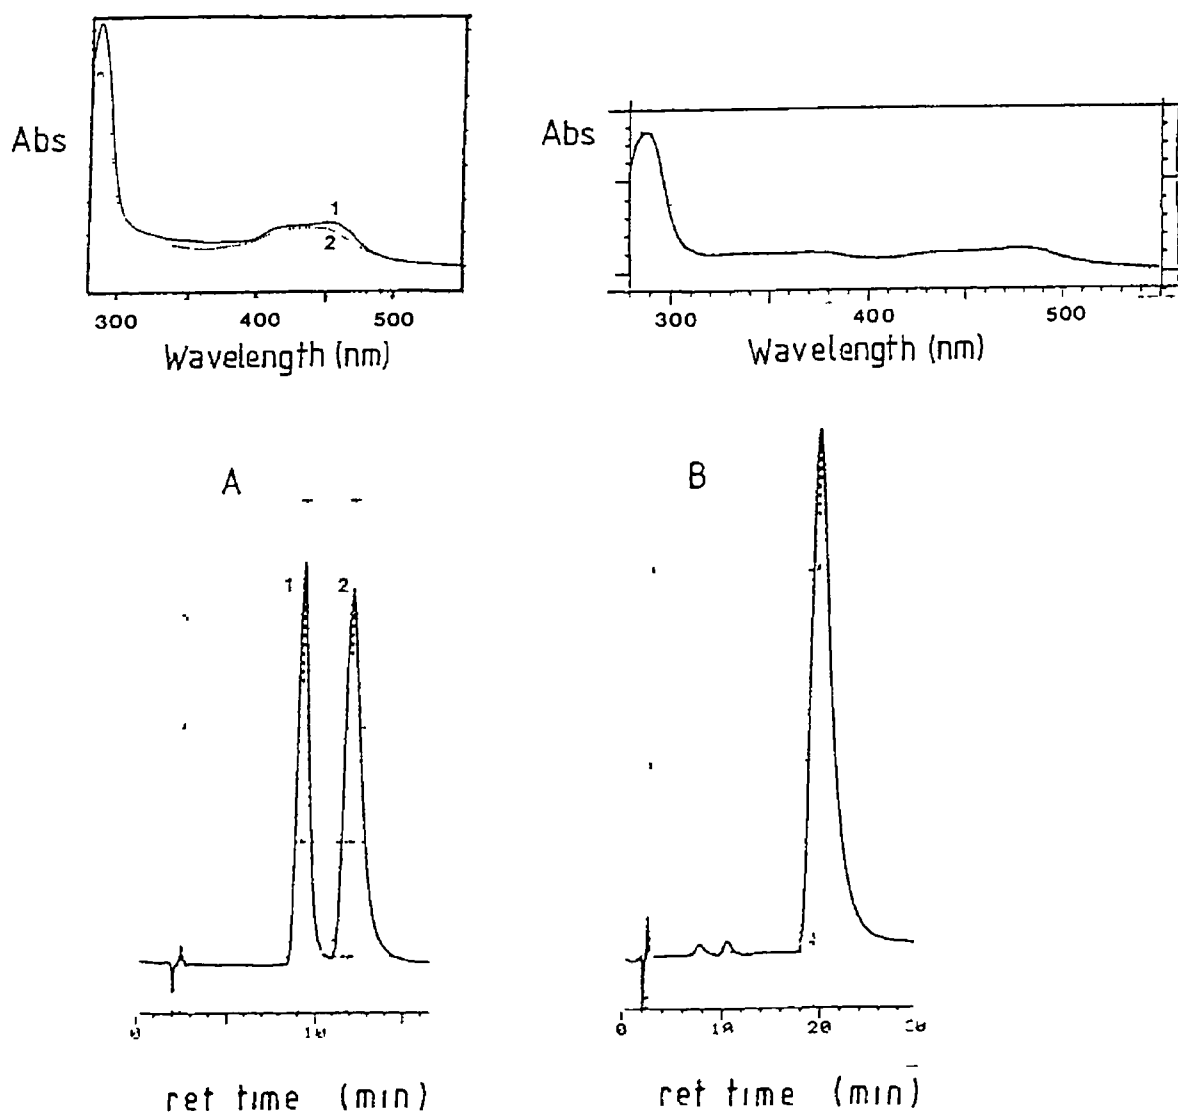 Abs
1
2
300 400 500
Wavelength (nm)
Abs
300 400 500
Wavelength (nm)
A
1 2
0 10
ret time (min)
B
0 10 20
ret time (min)